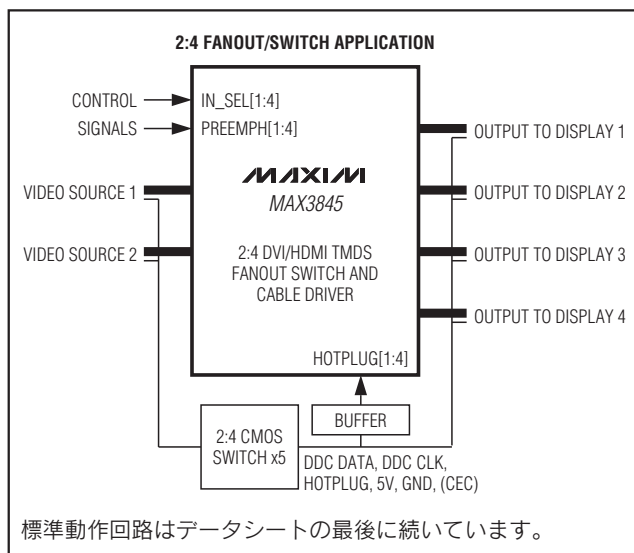 2:4 FANOUT/SWITCH APPLICATION
CONTROL
SIGNALS
IN_SEL[1:4]
PREEMPH[1:4]
VIDEO SOURCE 1
VIDEO SOURCE 2
MAXIM
MAX3845
2:4 DVI/HDMI TMDS
FANOUT SWITCH AND
CABLE DRIVER
HOTPLUG[1:4]
OUTPUT TO DISPLAY 1
OUTPUT TO DISPLAY 2
OUTPUT TO DISPLAY 3
OUTPUT TO DISPLAY 4
BUFFER
2:4 CMOS
SWITCH x5
DDC DATA, DDC CLK,
HOTPLUG, 5V, GND, (CEC)
標準動作回路はデータシートの最後に続いています。